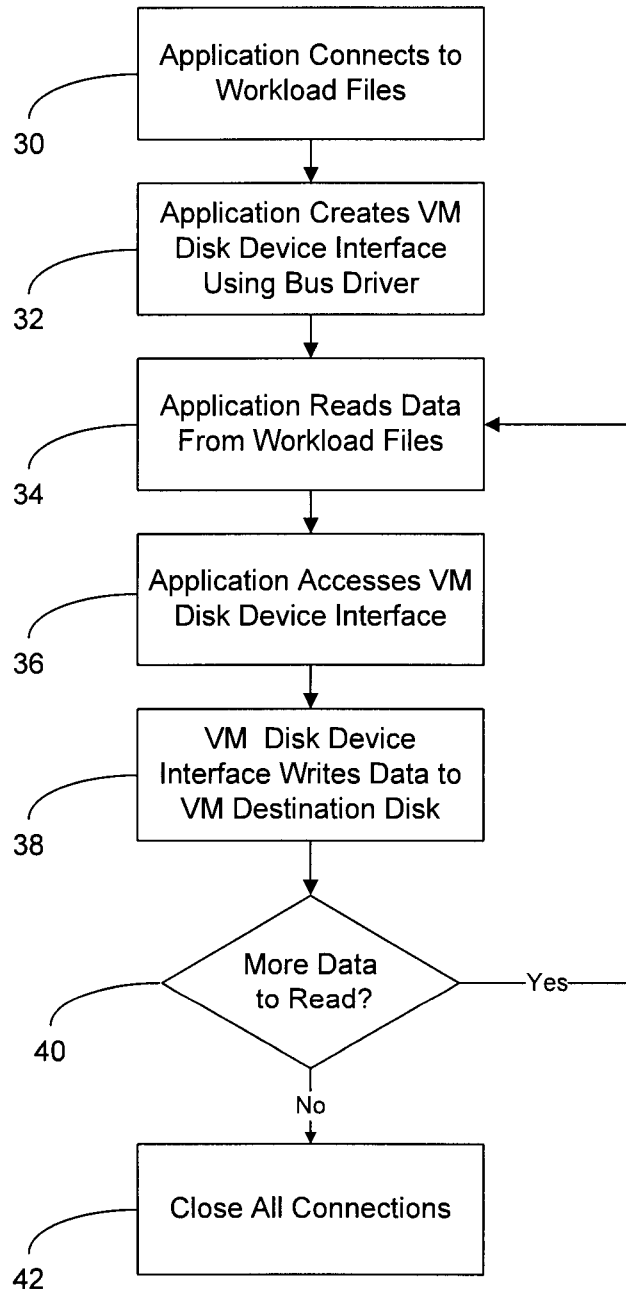 Application Connects to
Workload Files
30
Application Creates VM
Disk Device Interface
Using Bus Driver
32
Application Reads Data
From Workload Files
34
Application Accesses VM
Disk Device Interface
36
VM Disk Device
Interface Writes Data to
VM Destination Disk
38
More Data
to Read?
Yes
40
No
Close All Connections
42